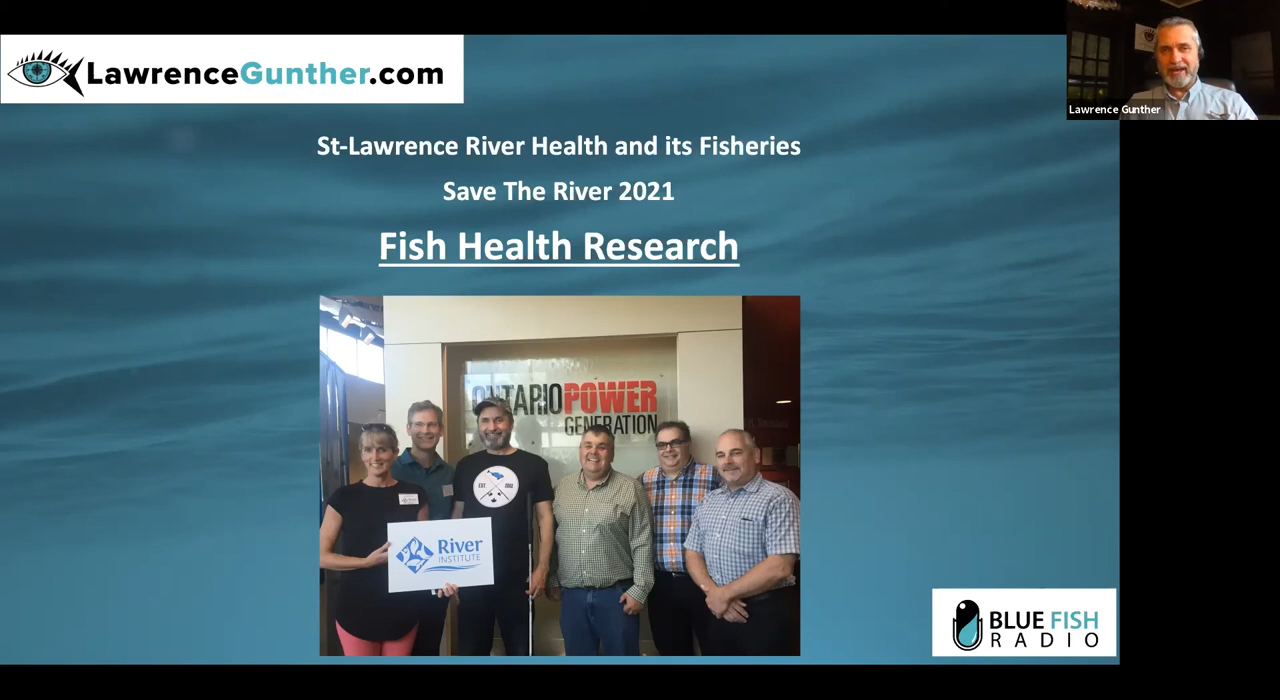 LawrenceGunther.com
Lawrence Gunther
St-Lawrence River Health and its Fisheries
Save The River 2021
Fish Health Research
ONTARIO POWER
GENERATION
EST.
River
INSTITUTE
BLUE FISH
RADIO